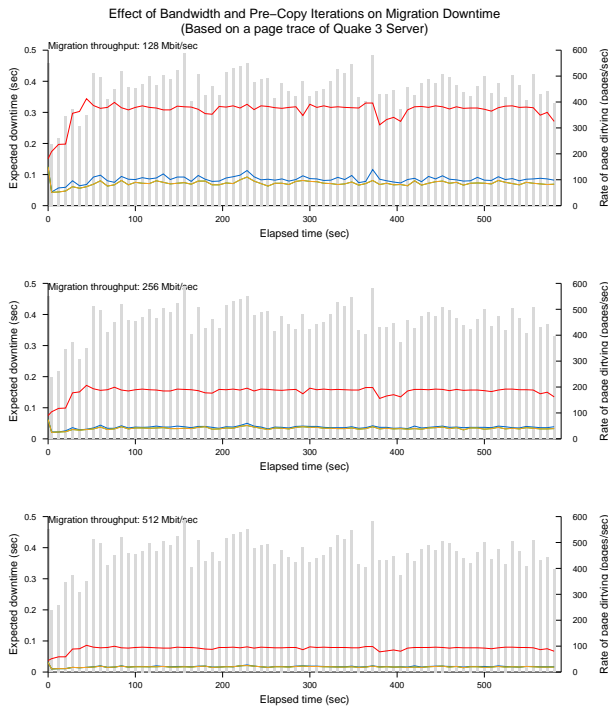 Effect of Bandwidth and Pre−Copy Iterations on Migration Downtime
(Based on a page trace of Quake 3 Server)
Migration throughput: 128 Mbit/sec
0.5
0.4
0.3
0.2
0.1
0
600
500
400
300
200
100
0
Expected downtime (sec)
Rate of page dirtying (pages/sec)
0 100 200 300 400 500
Elapsed time (sec)
Migration throughput: 256 Mbit/sec
0.5
0.4
0.3
0.2
0.1
0
600
500
400
300
200
100
0
Expected downtime (sec)
Rate of page dirtying (pages/sec)
0 100 200 300 400 500
Elapsed time (sec)
Migration throughput: 512 Mbit/sec
0.5
0.4
0.3
0.2
0.1
0
600
500
400
300
200
100
0
Expected downtime (sec)
Rate of page dirtying (pages/sec)
0 100 200 300 400 500
Elapsed time (sec)